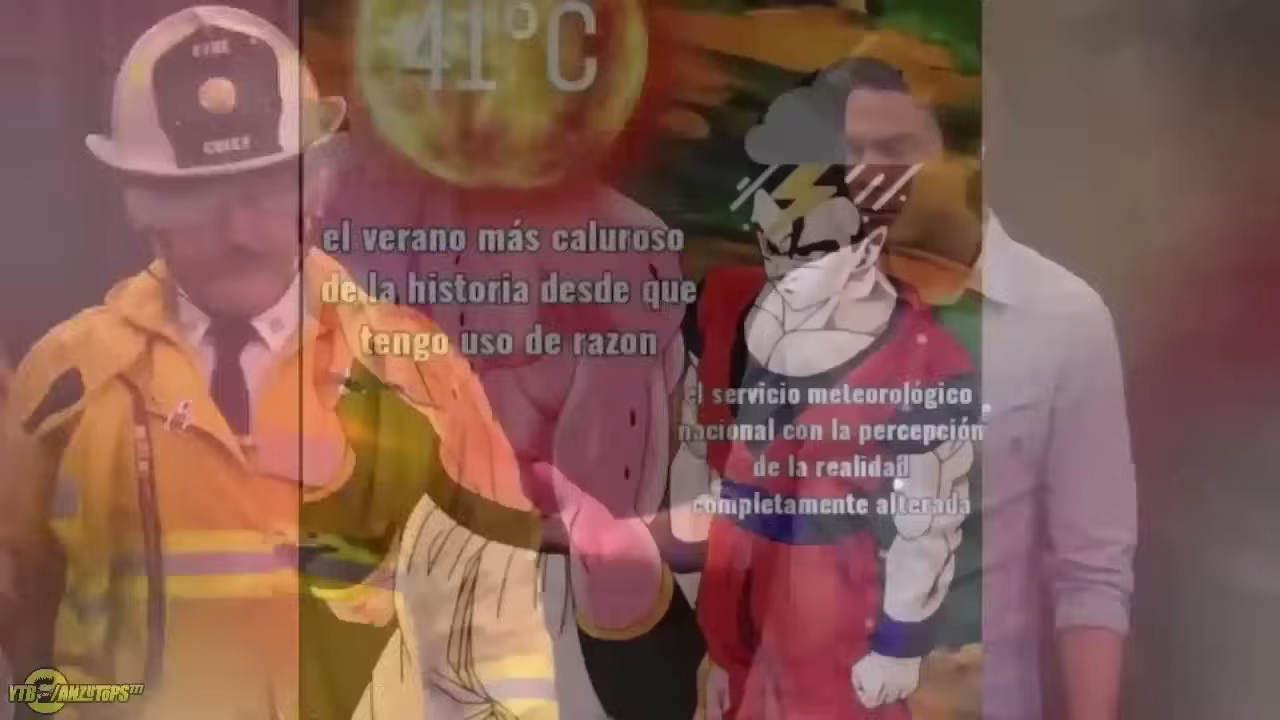 FIRE
CHIEF
41°C
el verano más caluroso
de la historia desde que
tengo uso de razon
el servicio meteorológico
nacional con la percepción
de la realidad
completamente alterada
YTB/ANZUTOPS777